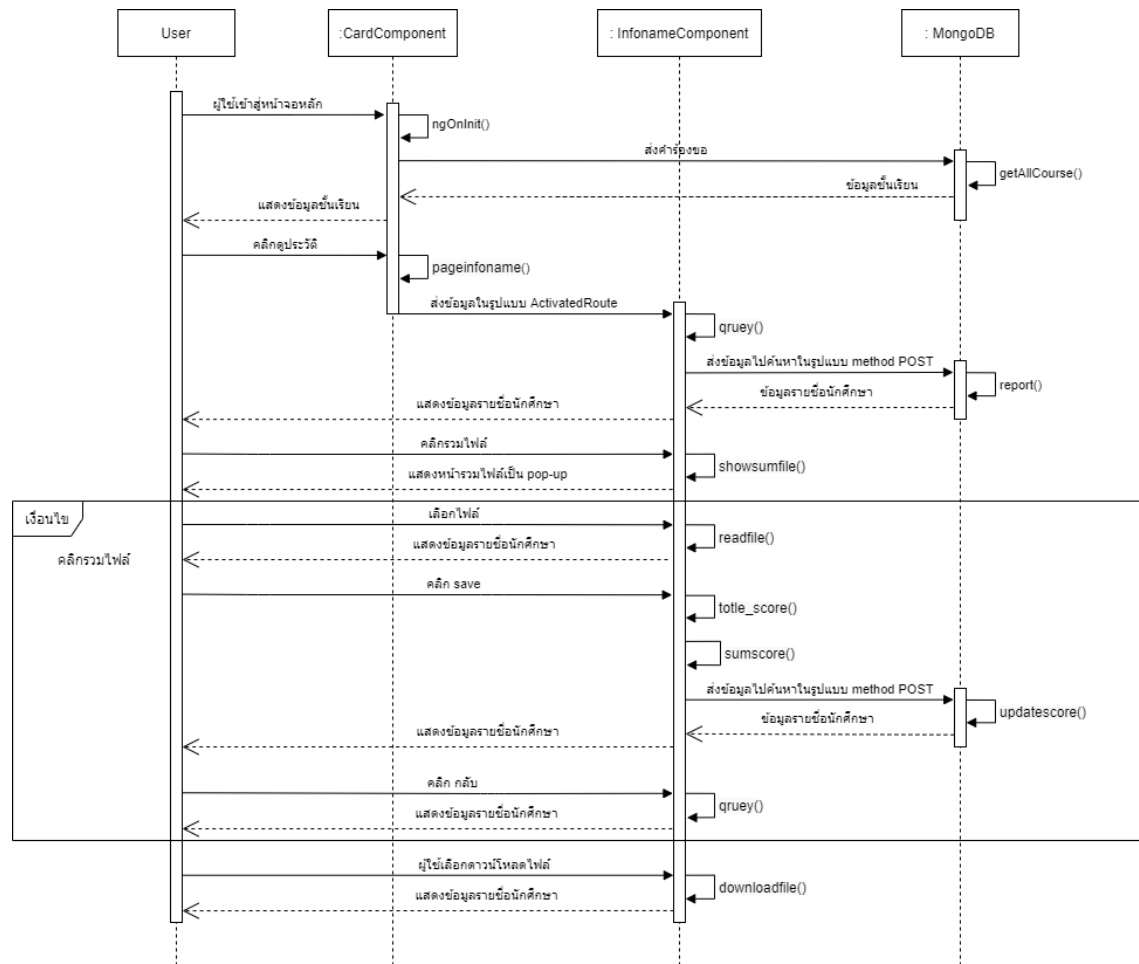 User
:CardComponent
: InfonameComponent
: MongoDB
ผู้ใช้เข้าสู่หน้าจอหลัก
ngOnInit()
ส่งคำร้องขอ
getAllCourse()
ข้อมูลชั้นเรียน
แสดงข้อมูลชั้นเรียน
คลิกดูประวัติ
pageinfoname()
ส่งข้อมูลในรูปแบบ ActivatedRoute
qruey()
ส่งข้อมูลไปค้นหาในรูปแบบ method POST
report()
ข้อมูลรายชื่อนักศึกษา
แสดงข้อมูลรายชื่อนักศึกษา
คลิกรวมไฟล์
showsumfile()
แสดงหน้ารวมไฟล์เป็น pop-up
เงื่อนไข
เลือกไฟล์
readfile()
แสดงข้อมูลรายชื่อนักศึกษา
คลิกรวมไฟล์
คลิก save
totle_score()
sumscore()
ส่งข้อมูลไปค้นหาในรูปแบบ method POST
updatescore()
ข้อมูลรายชื่อนักศึกษา
แสดงข้อมูลรายชื่อนักศึกษา
คลิก กลับ
qruey()
แสดงข้อมูลรายชื่อนักศึกษา
ผู้ใช้เลือกดาวน์โหลดไฟล์
downloadfile()
แสดงข้อมูลรายชื่อนักศึกษา